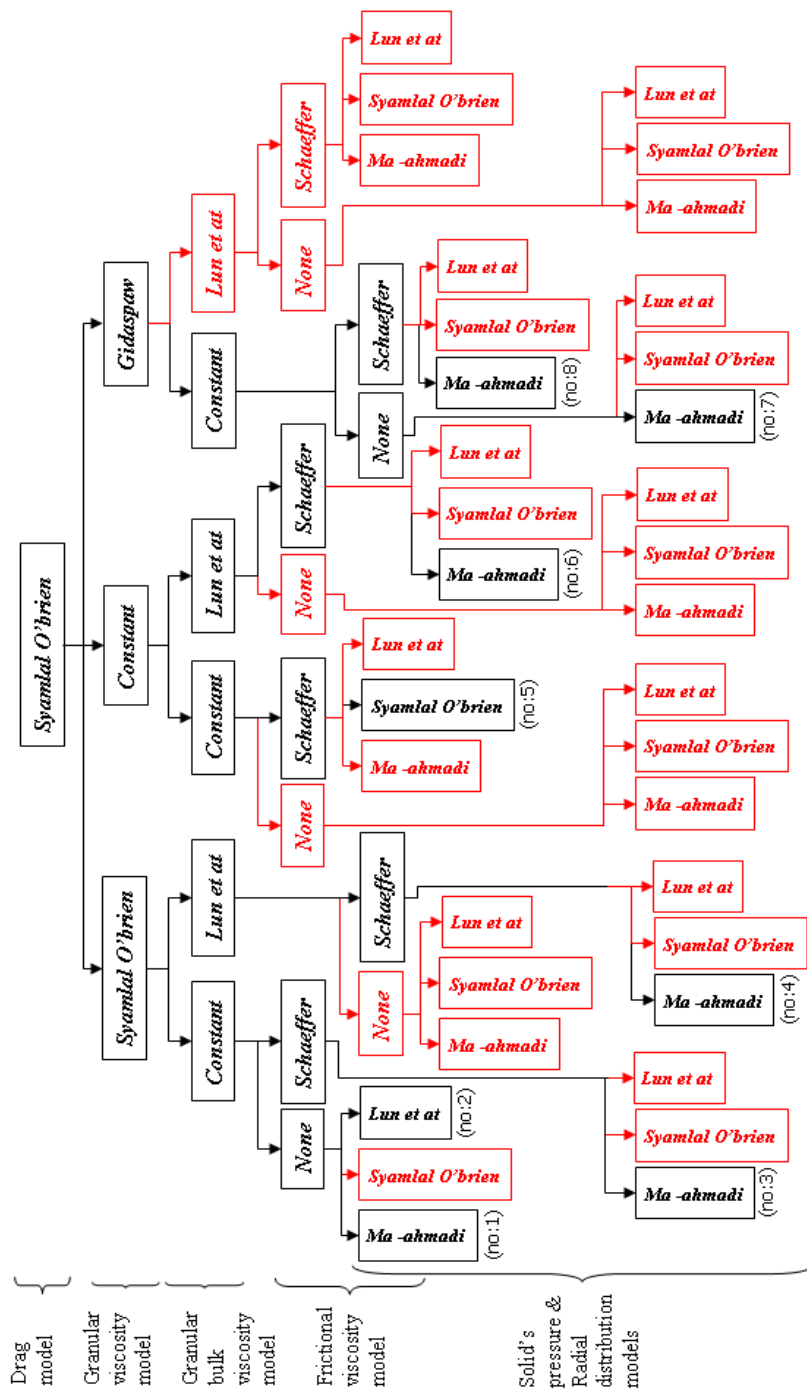 Drag
model
Granular
viscosity
model
Granular
bulk
viscosity model
Frictional
viscosity
model
Solid's
pressure &
Radial
distribution
models
Syamlal O'brien
Syamlal O'brien
Constant
Gidaspaw
Constant
Lun et at
Constant
Lun et at
Constant
Lun et at
None
Schaeffer
None
Schaeffer
None
Schaeffer
None
Schaeffer
None
Schaeffer
None
Schaeffer
Ma -ahmadi
(no:1)
Syamlal O'brien
Lun et at
(no:2)
Ma -ahmadi
(no:3)
Syamlal O'brien
Lun et at
Ma -ahmadi
Syamlal O'brien
Lun et at
Ma -ahmadi
(no:4)
Syamlal O'brien
Lun et at
Ma -ahmadi
Syamlal O'brien
Lun et at
Ma -ahmadi
Syamlal O'brien
(no:5)
Lun et at
Ma -ahmadi
Syamlal O'brien
Lun et at
Ma -ahmadi
(no:6)
Syamlal O'brien
Lun et at
Ma -ahmadi
(no:7)
Syamlal O'brien
Lun et at
Ma -ahmadi
(no:8)
Syamlal O'brien
Lun et at
Ma -ahmadi
Syamlal O'brien
Lun et at
Ma -ahmadi
Syamlal O'brien
Lun et at